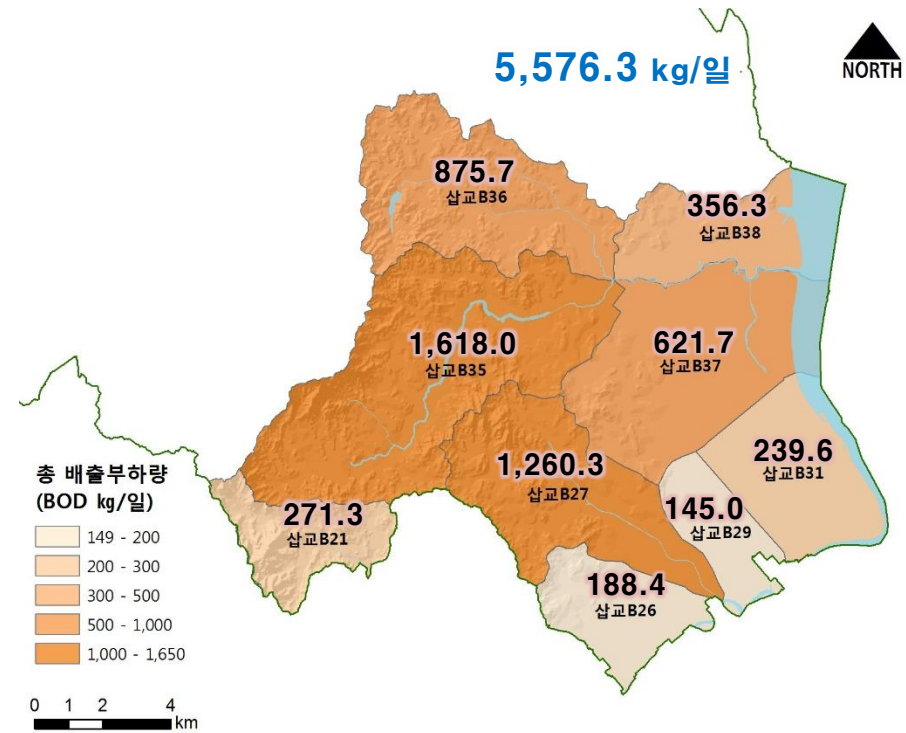 5,576.3 kg/일
NORTH
875.7
삽교B36
356.3
삽교B38
1,618.0
삽교B35
621.7
삽교B37
239.6
삽교B31
1,260.3
삽교B27
145.0
삽교B29
271.3
삽교B21
188.4
삽교B26
총 배출부하량
(BOD kg/일)
149 - 200
200 - 300
300 - 500
500 - 1,000
1,000 - 1,650
0 1 2 4
km